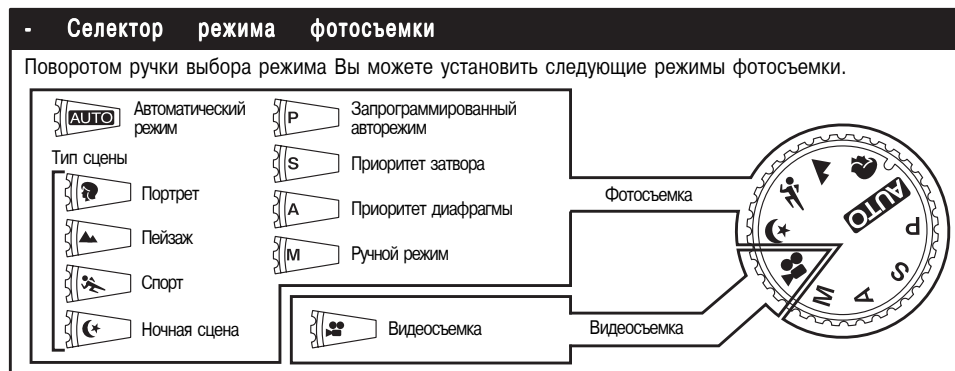 - Селектор режима фотосъемки
Поворотом ручки выбора режима Вы можете установить следующие режимы фотосъемки.
AUTO Автоматический
режим
Тип сцены
Портрет
Пейзаж
Спорт
Ночная сцена
P Запрограммированный
авторежим
S Приоритет затвора
A Приоритет диафрагмы
M Ручной режим
Видеосъемка
Фотосъемка
Видеосъемка
AUTO
P
S
A
M